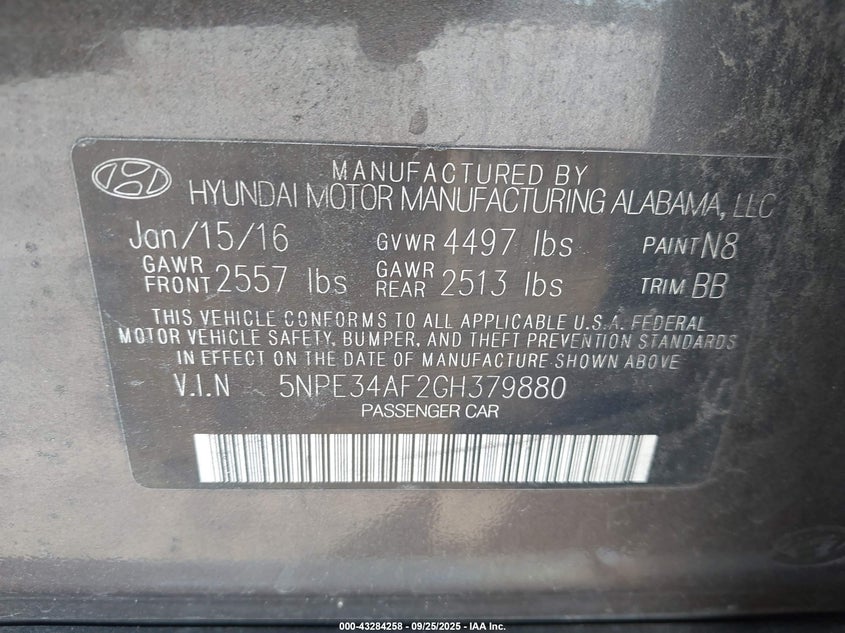 MANUFACTURED BY
HYUNDAI MOTOR MANUFACTURING ALABAMA, LLC
Jan/15/16 GVWR 4497 lbs PAINT N8
GAWR FRONT 2557 lbs GAWR REAR 2513 lbs TRIM BB
THIS VEHICLE CONFORMS TO ALL APPLICABLE U.S.A. FEDERAL
MOTOR VEHICLE SAFETY, BUMPER, AND THEFT PREVENTION STANDARDS
IN EFFECT ON THE DATE OF MANUFACTURE SHOWN ABOVE
V.I.N 5NPE34AF2GH379880
PASSENGER CAR
000-43284258 - 09/25/2025 - IAA Inc.